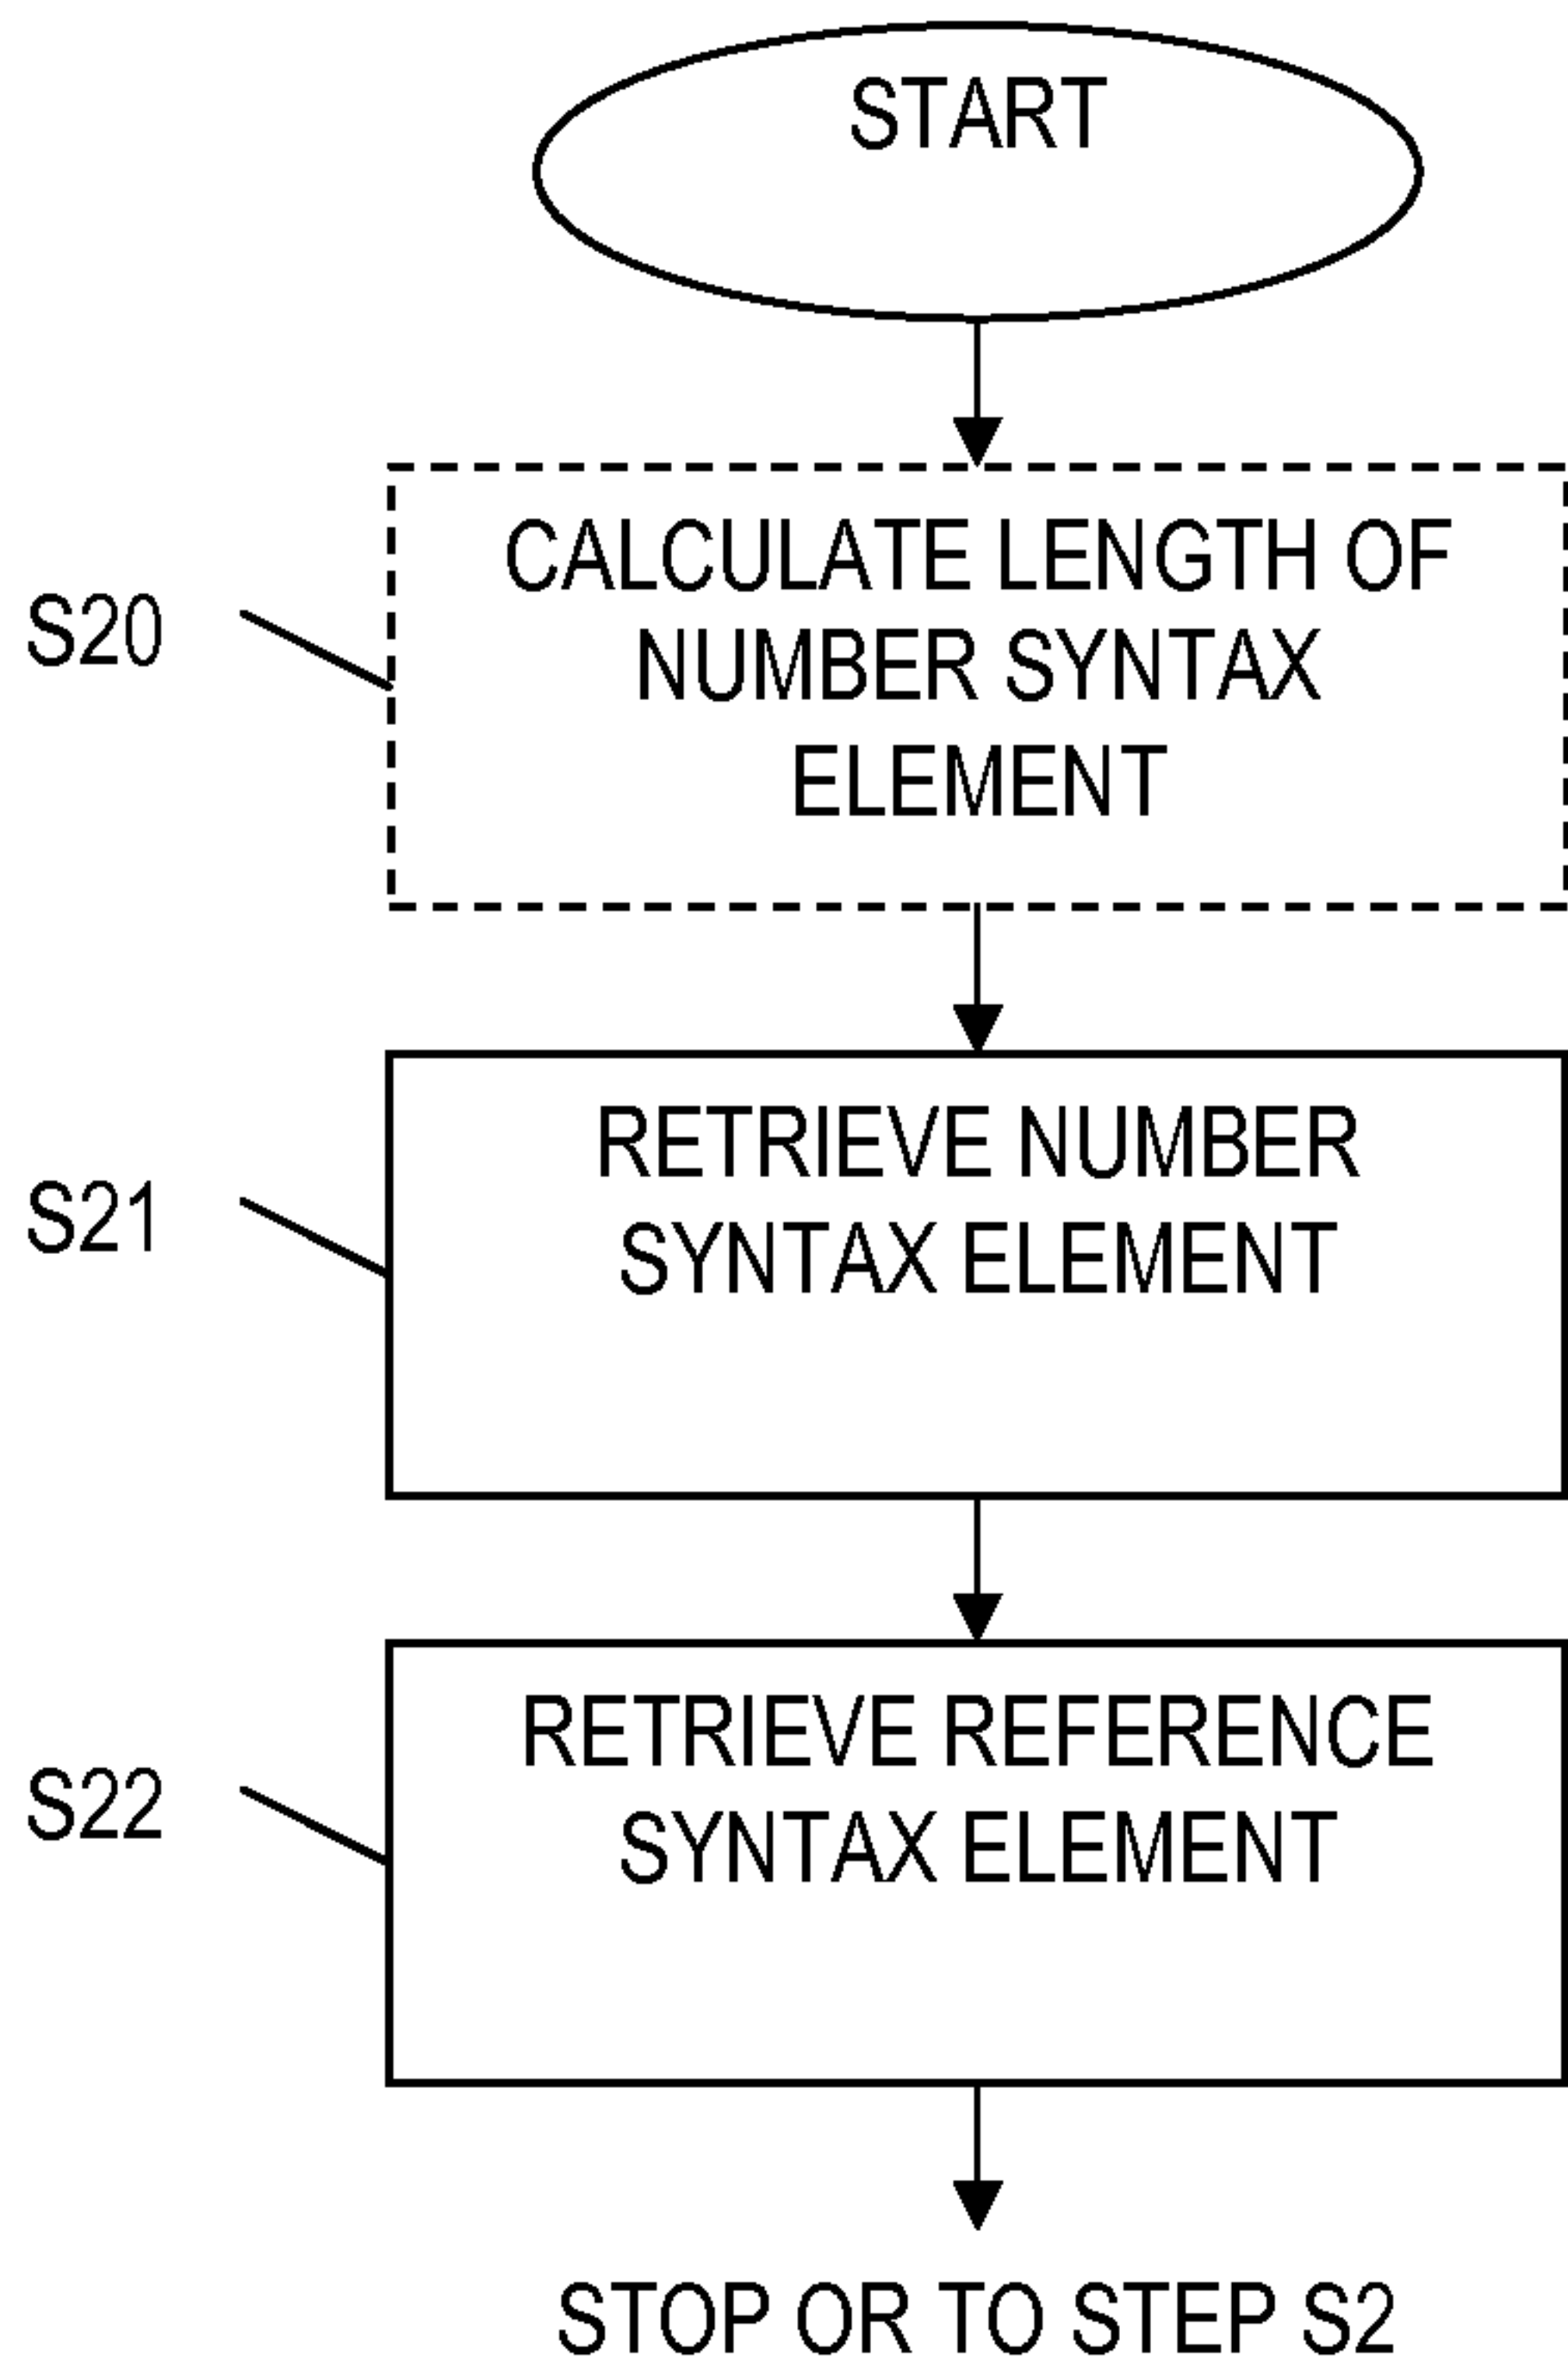 START
CALCULATE LENGTH OF
NUMBER SYNTAX
ELEMENT
S20
RETRIEVE NUMBER
SYNTAX ELEMENT
S21
RETRIEVE REFERENCE
SYNTAX ELEMENT
S22
STOP OR TO STEP S2